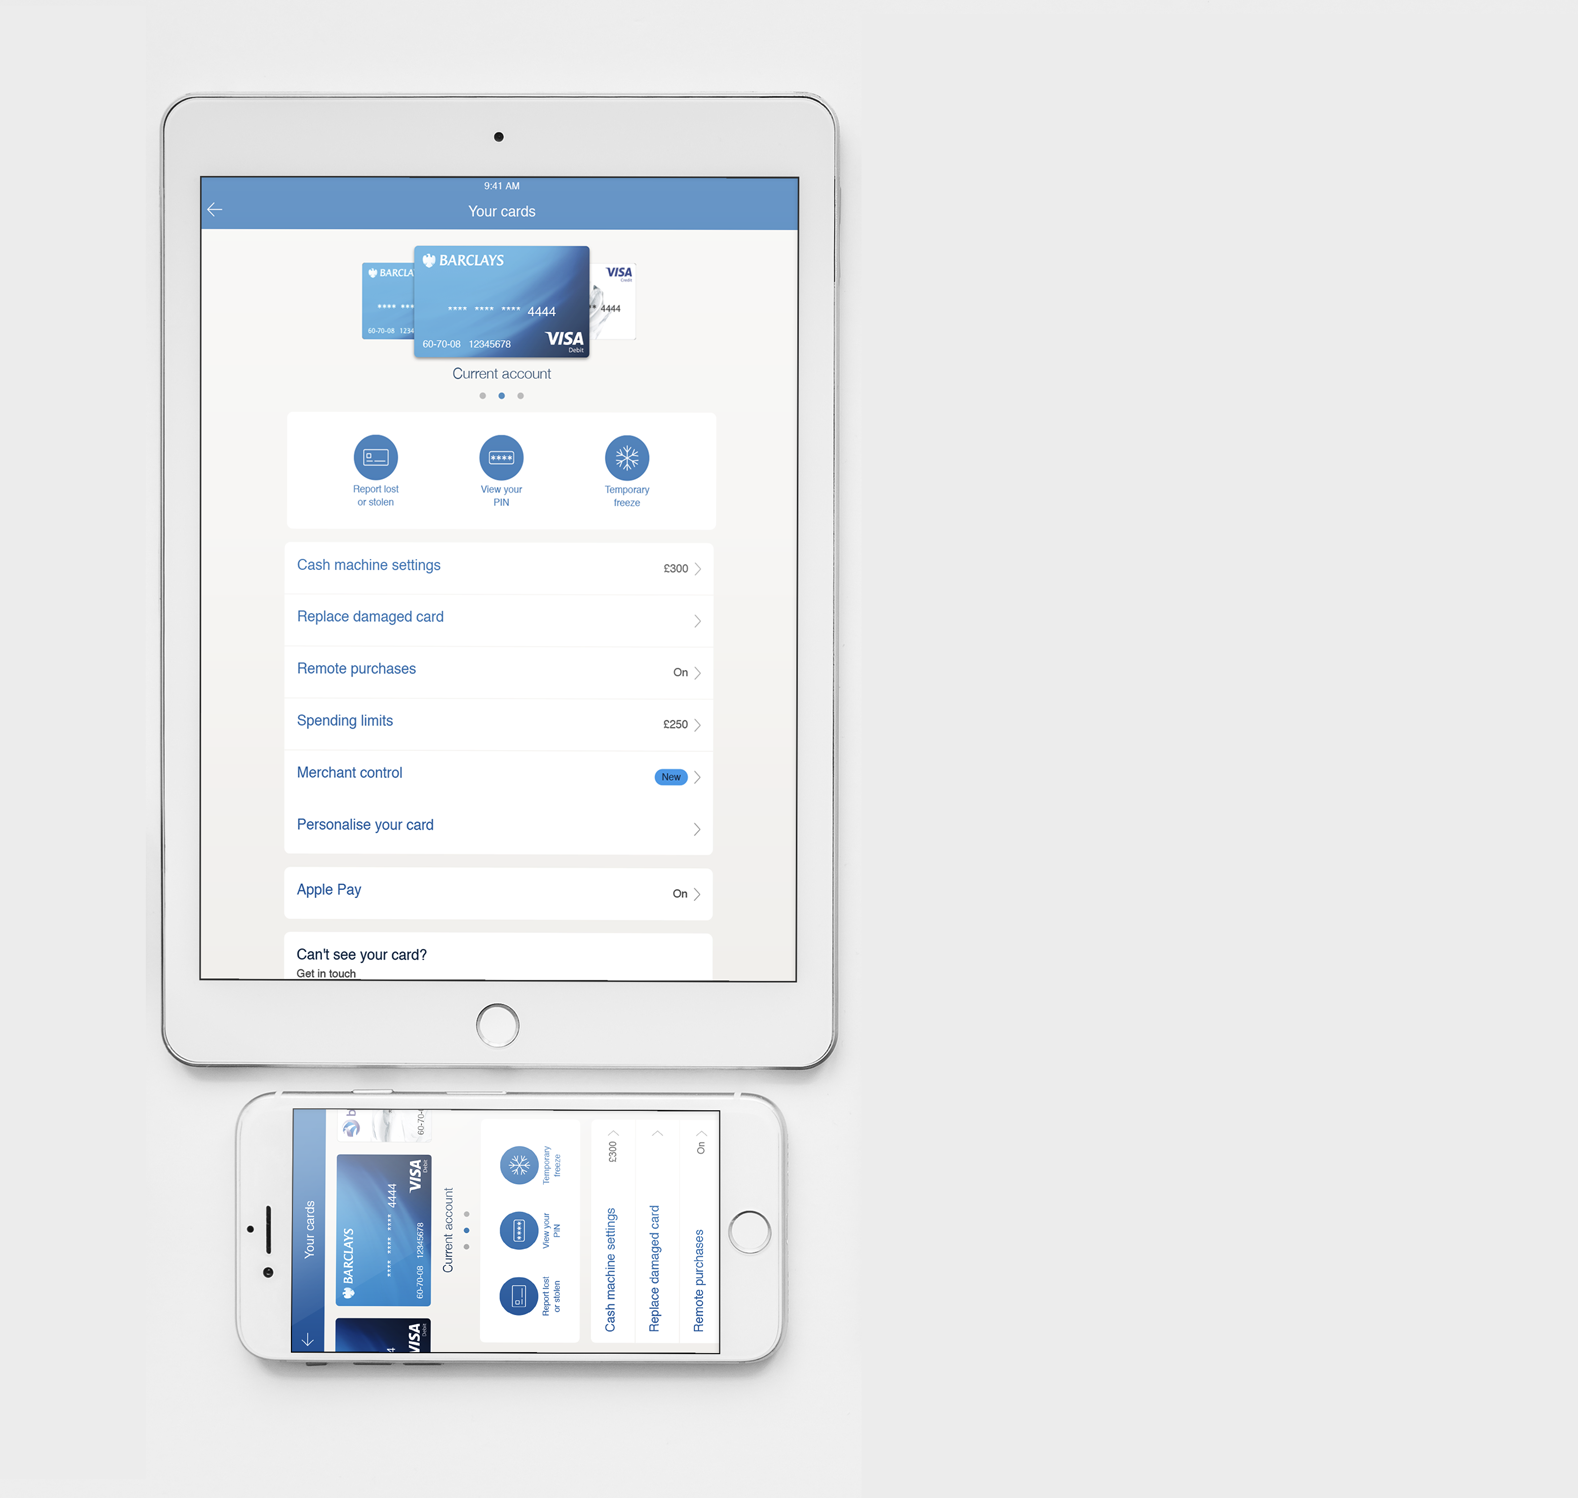 9:41 AM
Your cards
BARCLA
**** ***
60-70-08 1234
BARCLAYS
**** **** **** 4444
60-70-08 12345678
VISA
Debit
VISA
Debit
** 4444
Current account
Report lost
or stolen
View your
PIN
Temporary
freeze
Cash machine settings £300
Replace damaged card
Remote purchases On
Spending limits £250
Merchant control New
Personalise your card
Apple Pay On
Can't see your card?
Get in touch
Your cards
b
60-70-
BARCLAYS
**** **** **** 4444
60-70-08 12345678
VISA
Debit
4
VISA
Debit
Current account
Report lost
or stolen
View your
PIN
Temporary
freeze
Cash machine settings £300
Replace damaged card
Remote purchases On